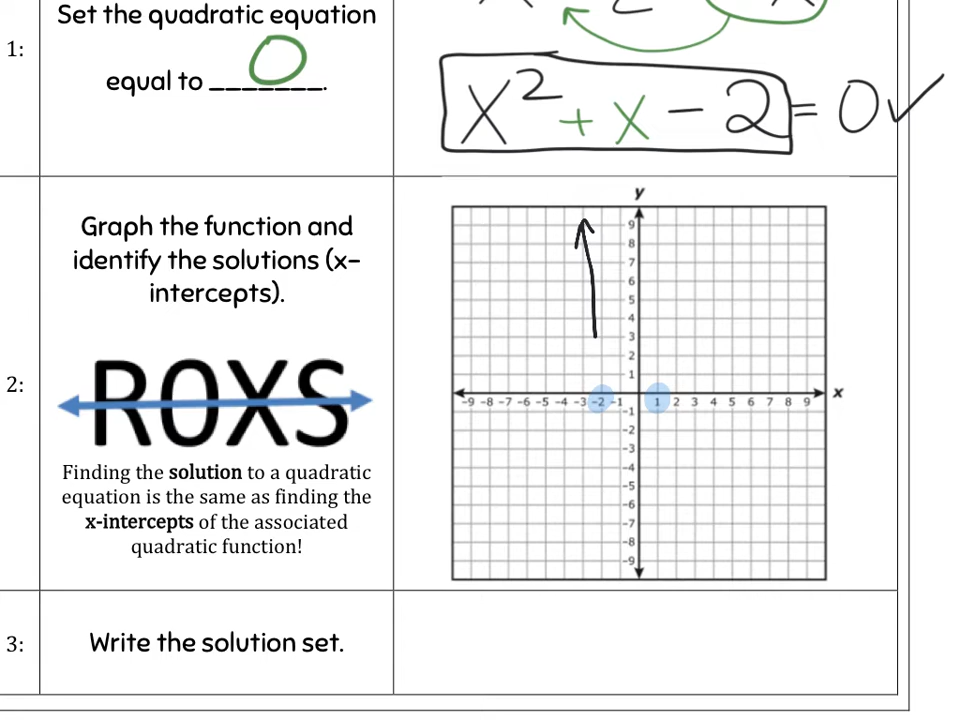 Set the quadratic equation
1:
equal to ___0___.
x² + x - 2 = 0 ✓
Graph the function and
identify the solutions (x-
intercepts).
2:
ROXS
Finding the solution to a quadratic
equation is the same as finding the
x-intercepts of the associated
quadratic function!
y
9
8
7
6
5
4
3
2
1
-9 -8 -7 -6 -5 -4 -3 -2 -1 1 2 3 4 5 6 7 8 9 x
-1
-2
-3
-4
-5
-6
-7
-8
-9
3:
Write the solution set.